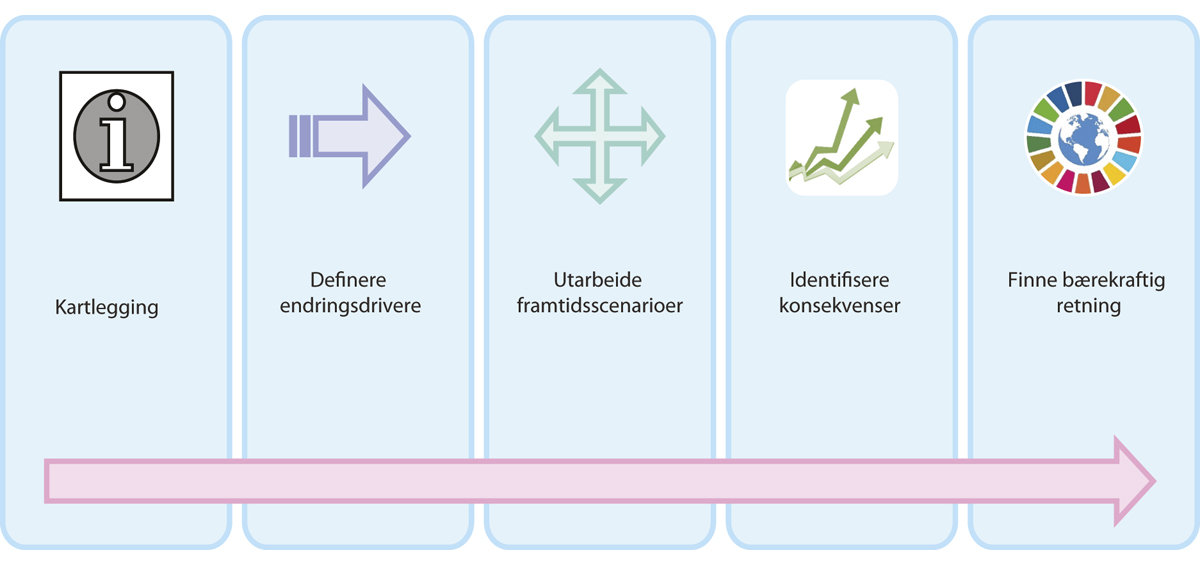 Kartlegging
Definere
endringsdrivere
Utarbeide
framtidsscenarioer
Identifisere
konsekvenser
Finne bærekraftig
retning